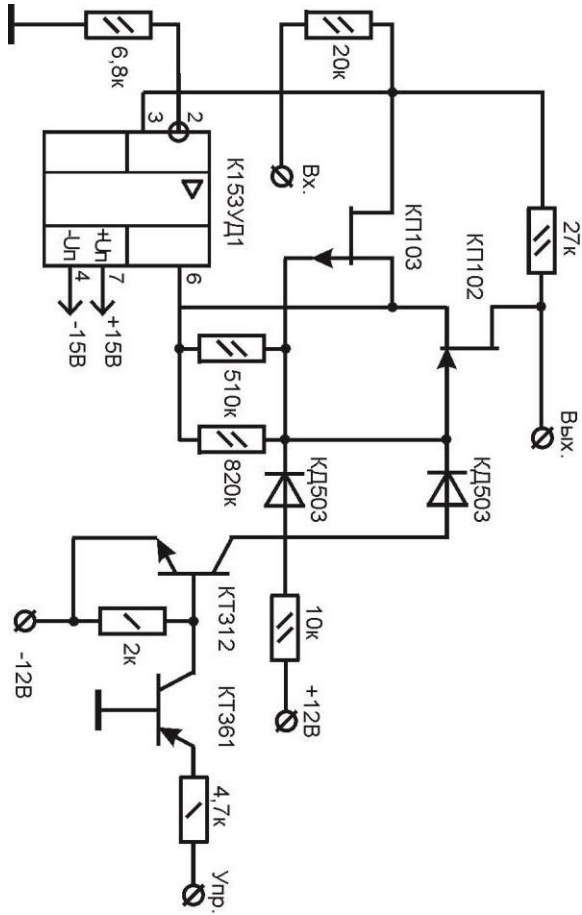 27к
Вых.
КП102
КД503
КП103
20к
Вх.
КД503
10к
+12В
510к
820к
К153УД1
6,8к
2
3
6
+Uп
7
+15В
-Uп
4
-15В
КТ312
КТ361
4,7к
Упр.
2к
-12В